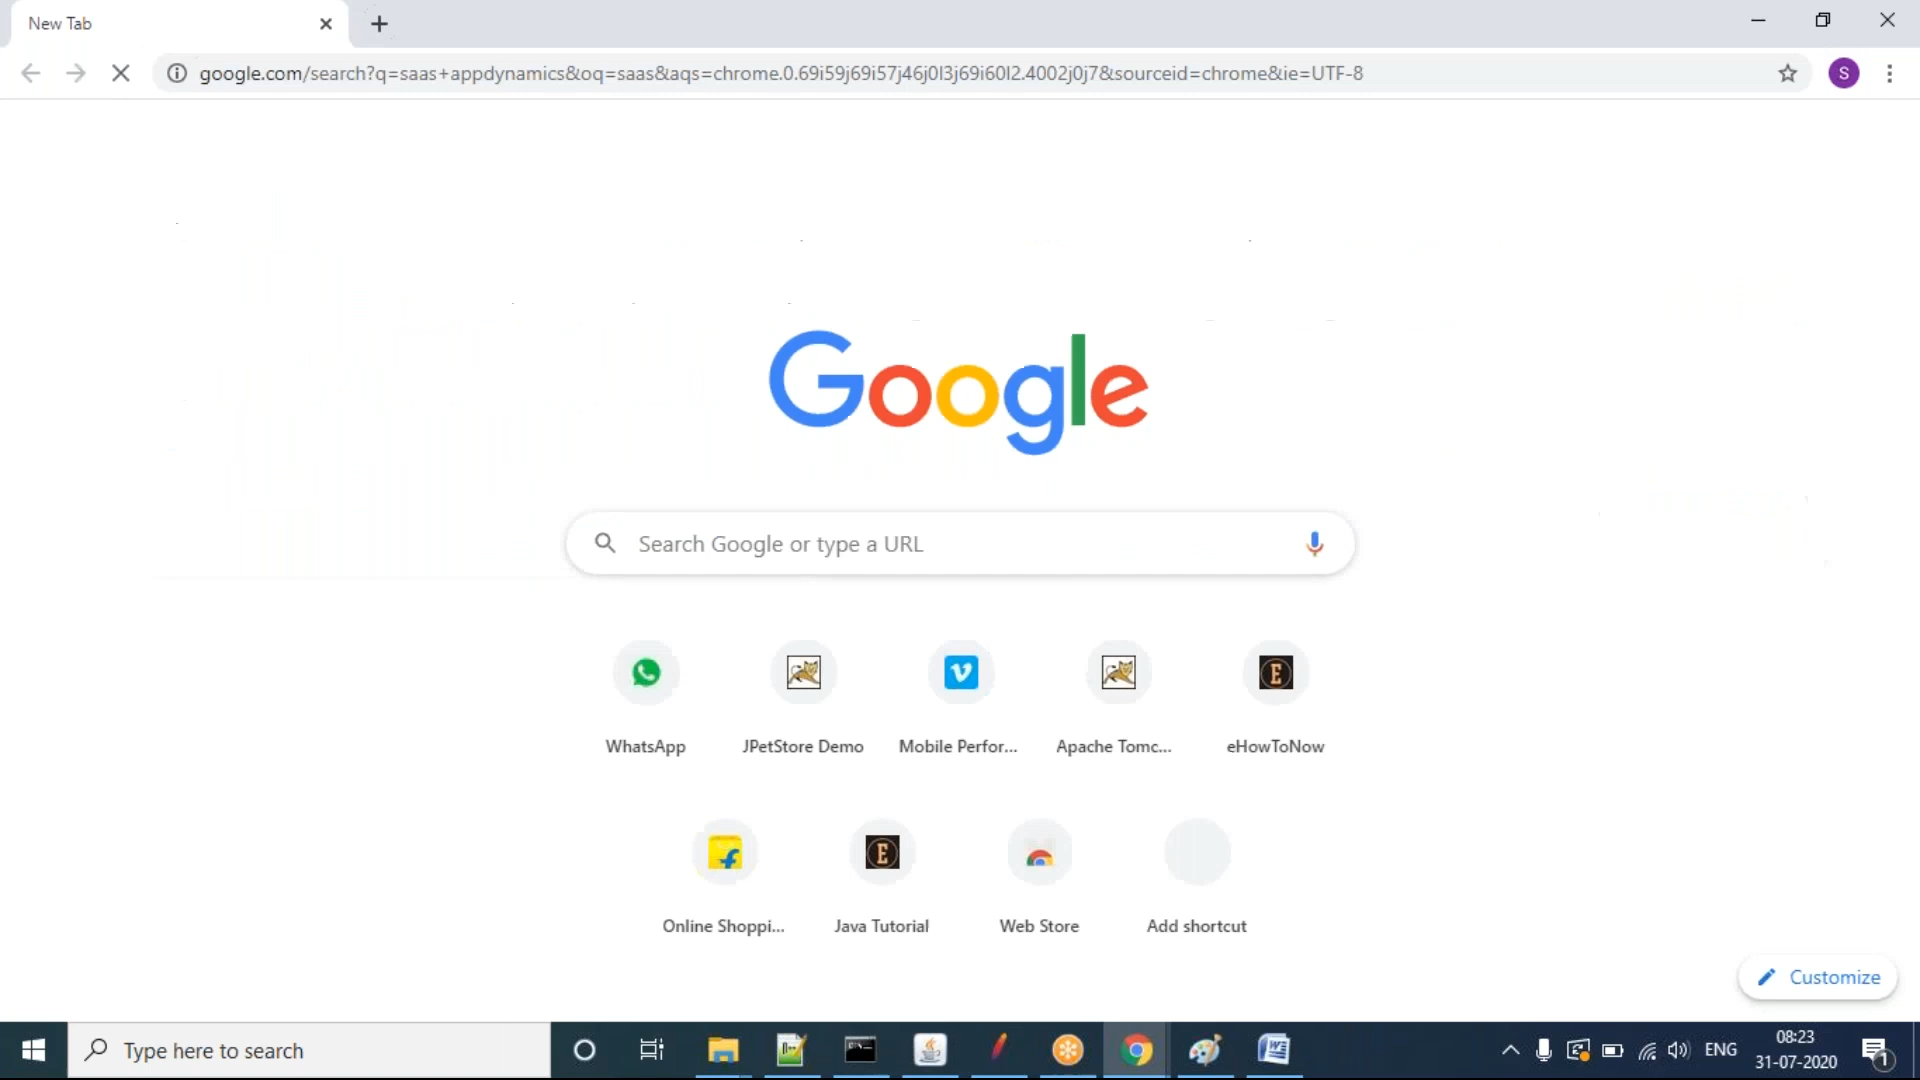 New Tab
google.com/search?q=saas+appdynamics&oq=saas&aqs=chrome.0.69i59j69i57j46j0l3j69i60l2.4002j0j7&sourceid=chrome&ie=UTF-8
S
Google
Search Google or type a URL
WhatsApp
JPetStore Demo
Mobile Perfor...
Apache Tomc...
eHowToNow
Online Shoppi...
Java Tutorial
Web Store
Add shortcut
Customize
Type here to search
ENG
08:23
31-07-2020
1